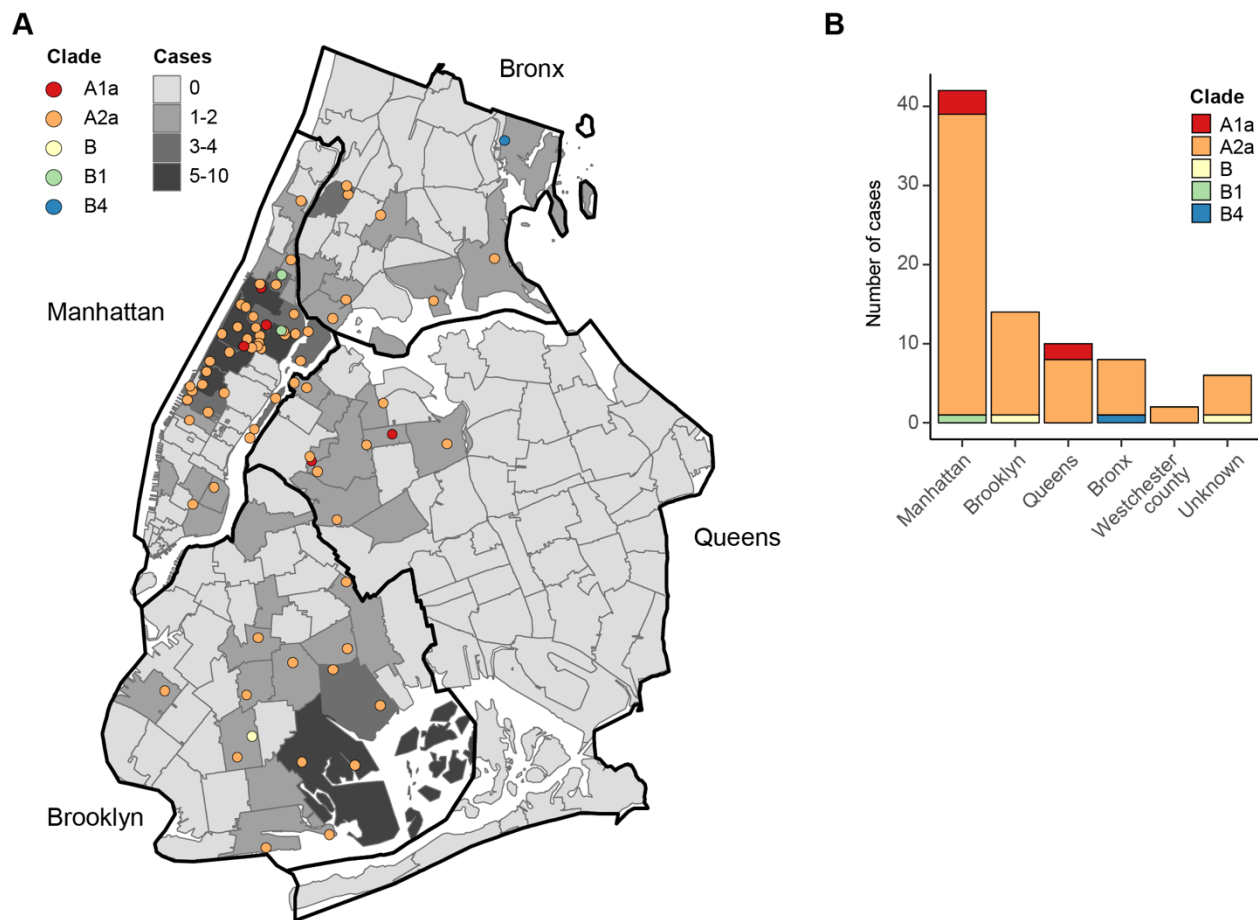 A
Clade
A1a
A2a
B
B1
B4
Cases
0
1-2
3-4
5-10
Bronx
Manhattan
Queens
Brooklyn
B
Number of cases
40
30
20
10
0
Clade
A1a
A2a
B
B1
B4
Manhattan
Brooklyn
Queens
Bronx
Westchester
county
Unknown